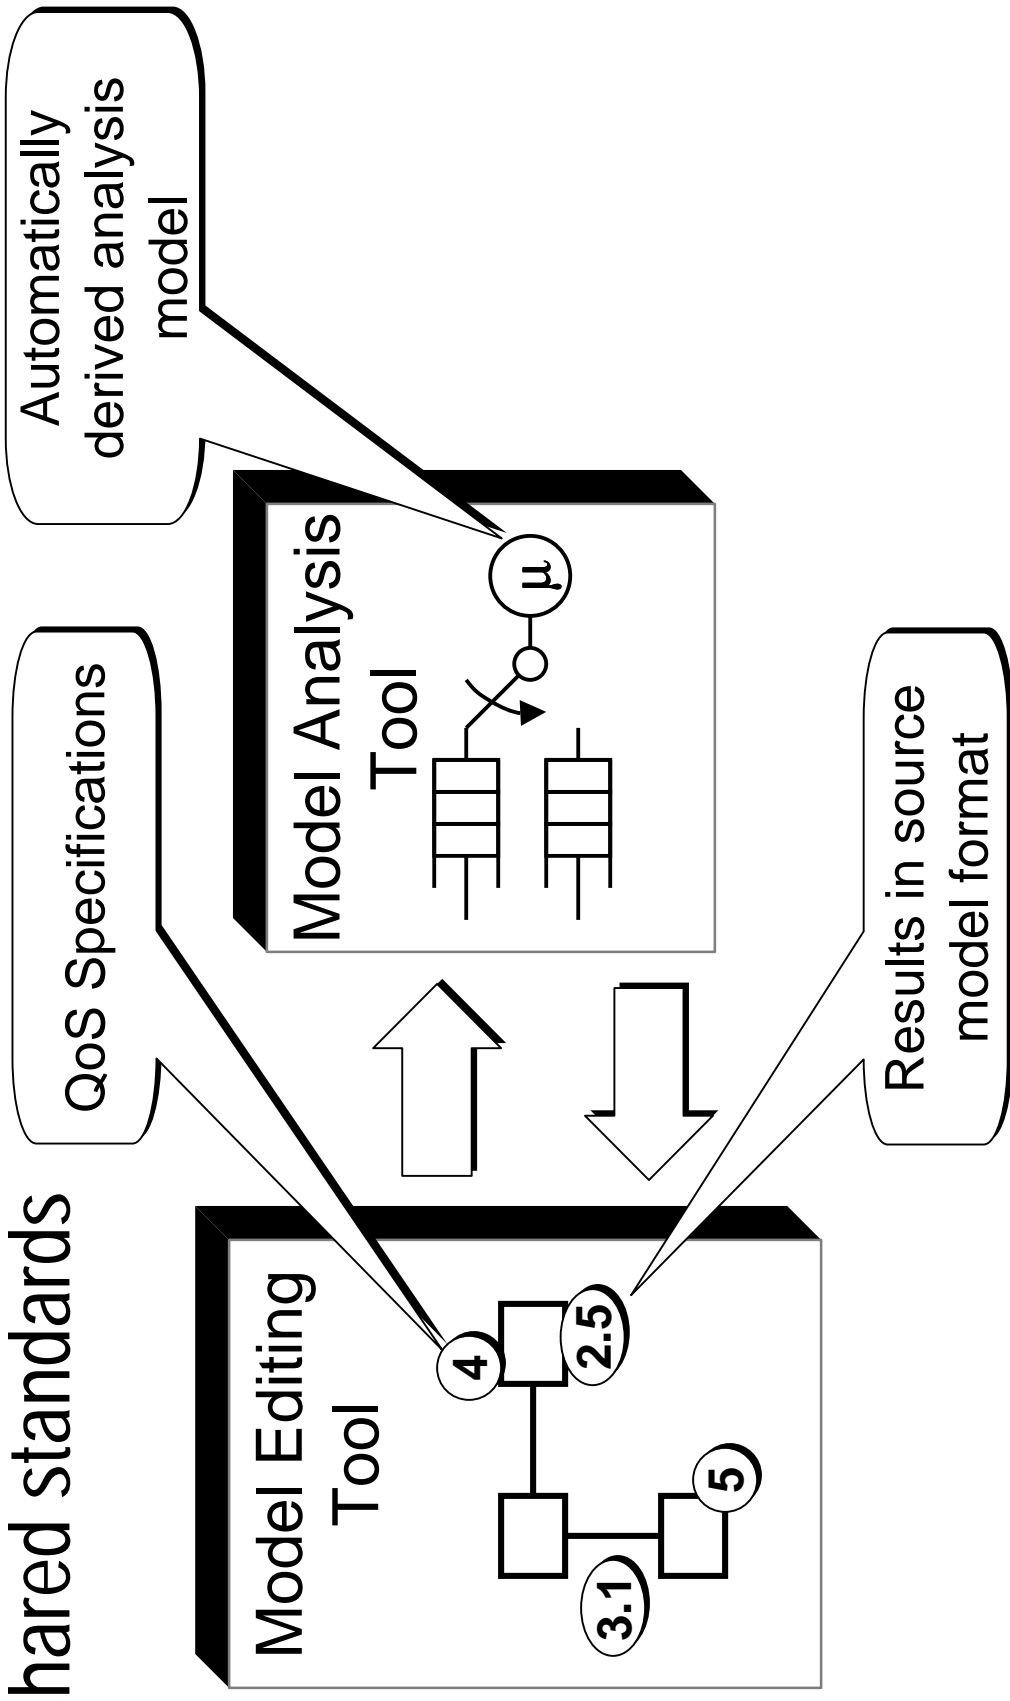 hared standards
QoS Specifications
Automatically
derived analysis
model
Model Editing
Tool
4
2.5
3.1
5
Model Analysis
Tool
µ
Results in source
model format